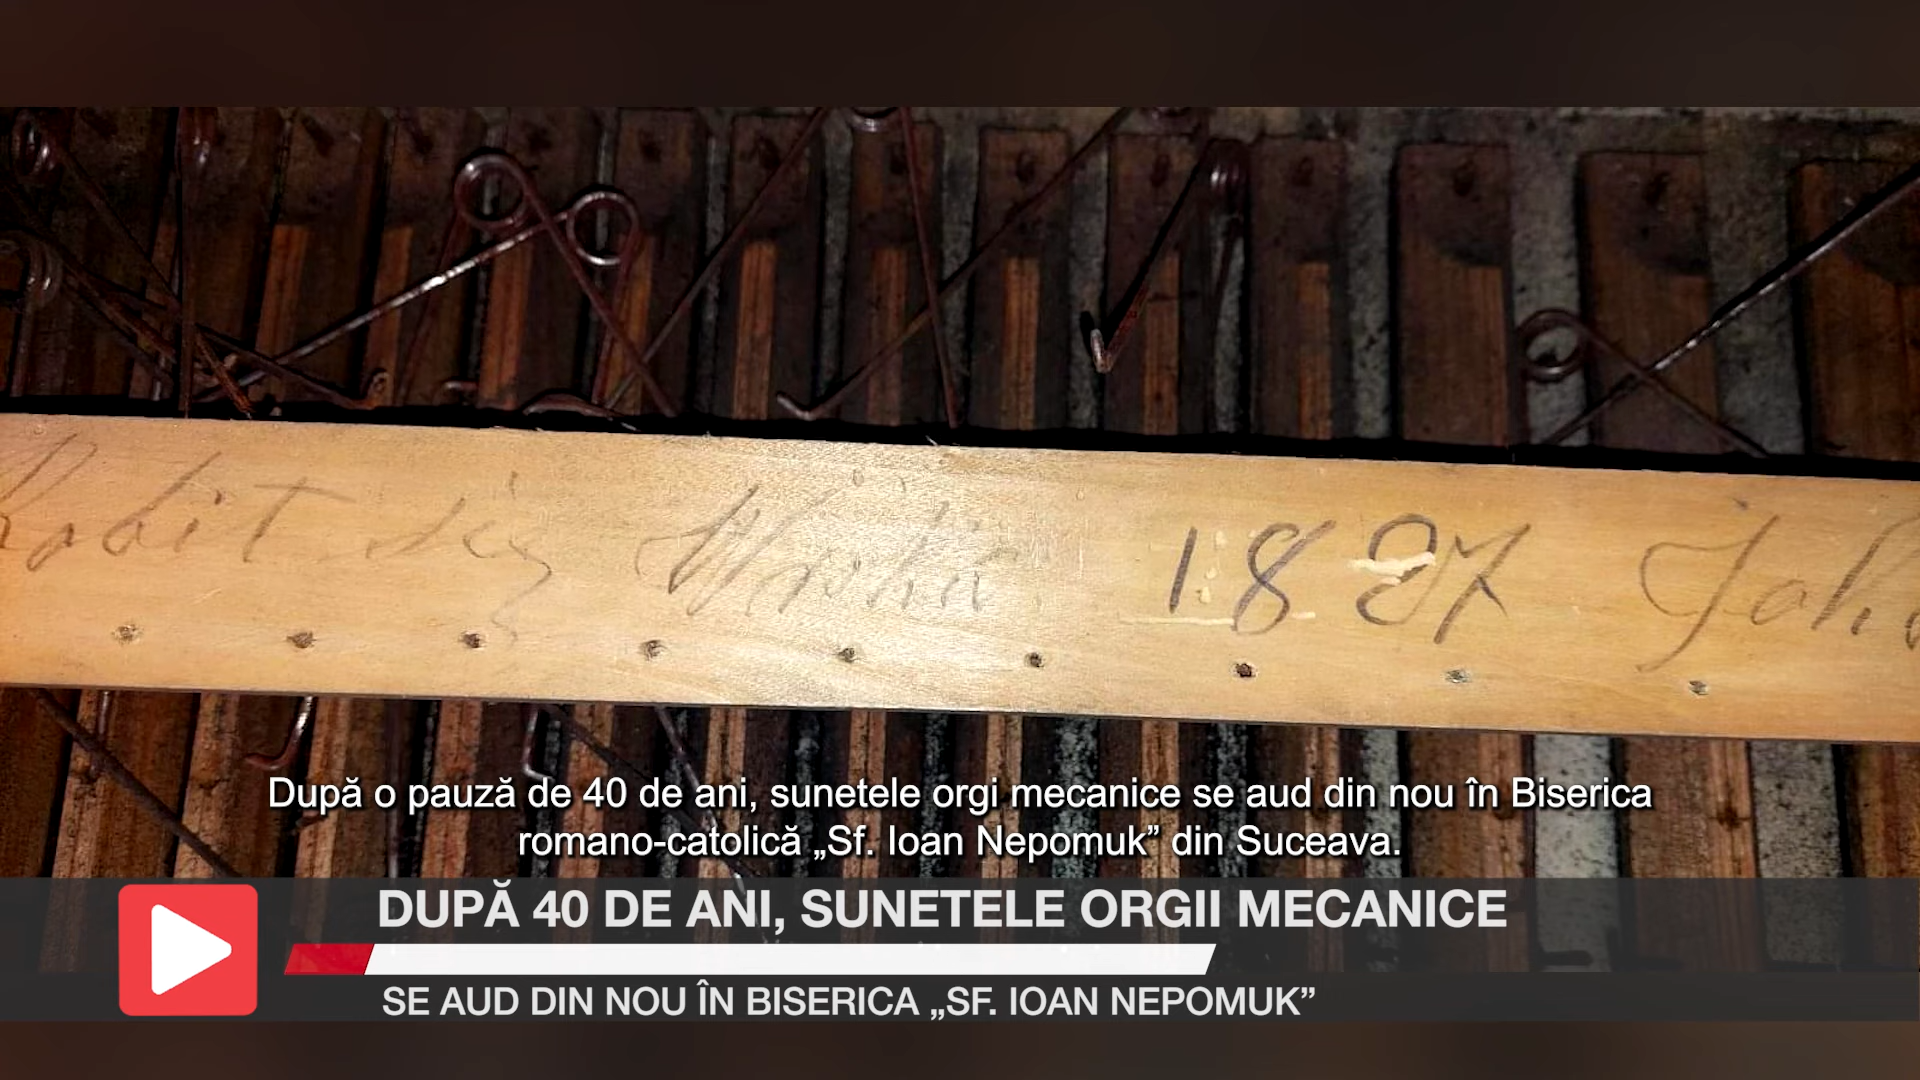 1887
După o pauză de 40 de ani, sunetele orgi mecanice se aud din nou în Biserica
romano-catolică „Sf. Ioan Nepomuk” din Suceava.
DUPĂ 40 DE ANI, SUNETELE ORGII MECANICE
SE AUD DIN NOU ÎN BISERICA „SF. IOAN NEPOMUK”